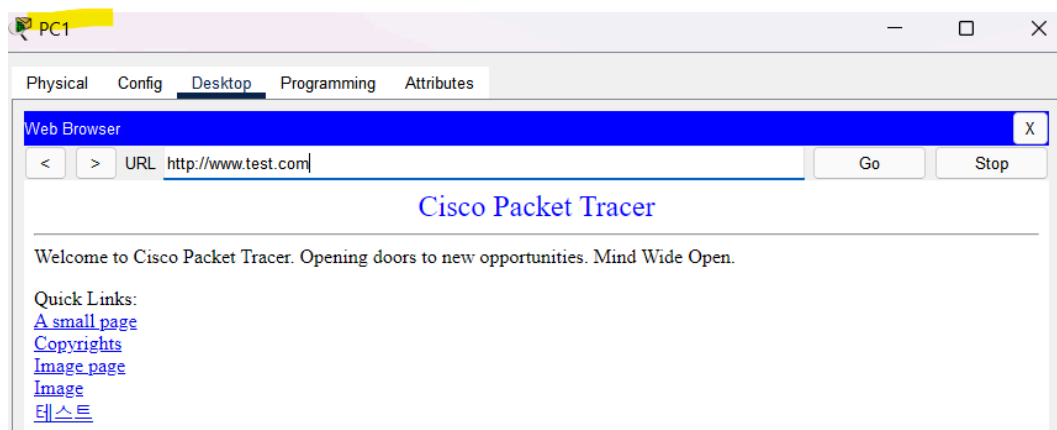 PC1
Physical Config Desktop Programming Attributes
Web Browser X
< > URL http://www.test.com Go Stop
Cisco Packet Tracer
Welcome to Cisco Packet Tracer. Opening doors to new opportunities. Mind Wide Open.
Quick Links:
A small page
Copyrights
Image page
Image
테스트